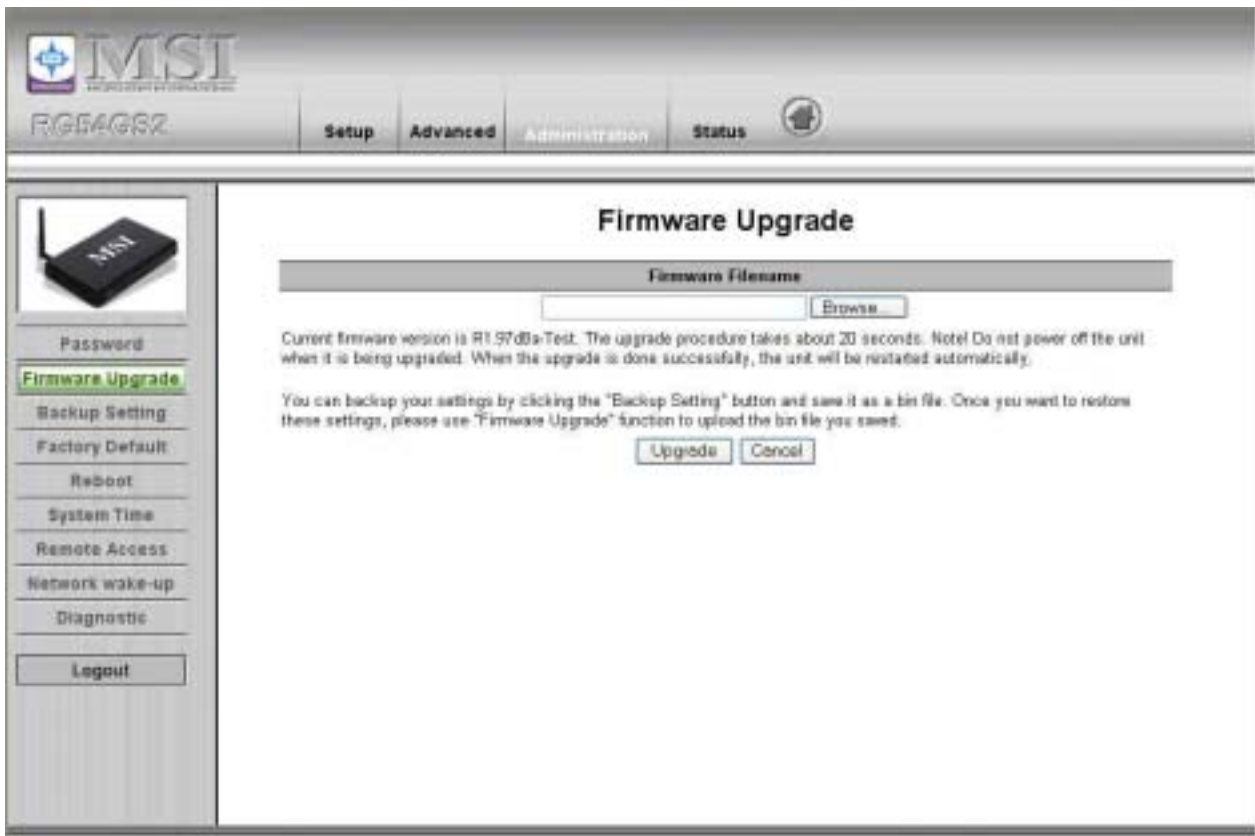 MSI
RG54GS2
Setup
Advanced
Administration
Status
MSI
Password
Firmware Upgrade
Backup Setting
Factory Default
Reboot
System Time
Remote Access
Network wake-up
Diagnostic
Logout
Firmware Upgrade
Firmware Filename
Browse...
Current firmware version is The upgrade procedure takes about 20 seconds. Note! Do not power off the unit
when it is being upgraded. When the upgrade is done successfully, the unit will be restarted automatically.
You can backup your settings by clicking the "Backup Setting" button and save it as a bin file. Once you want to restore
these settings, please use "Firmware Upgrade" function to upload the bin file you saved.
Upgrade
Cancel